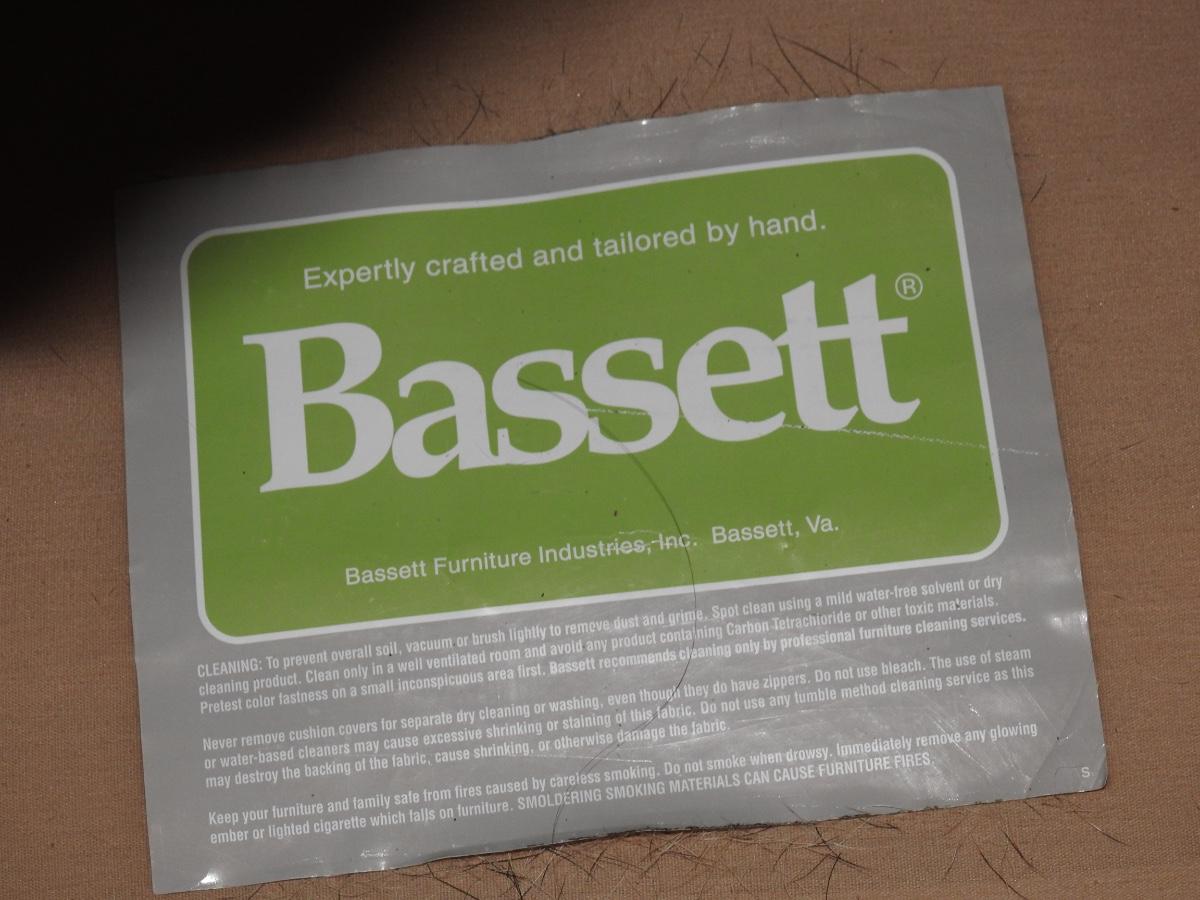 Expertly crafted and tailored by hand.
Bassett®
Bassett Furniture Industries, Inc. Bassett, Va.
CLEANING: To prevent overall soil, vacuum or brush lightly to remove dust and grime. Spot clean using a mild water-free solvent or dry
cleaning product. Clean only in a well ventilated room and avoid any product containing Carbon Tetrachloride or other toxic materials.
Pretest color fastness on a small inconspicuous area first. Bassett recommends cleaning only by professional furniture cleaning services.
Never remove cushion covers for separate dry cleaning or washing, even though they do have zippers. Do not use bleach. The use of steam
or water-based cleaners may cause excessive shrinking or staining of this fabric. Do not use any tumble method cleaning service as this
may destroy the backing of the fabric, cause shrinking, or otherwise damage the fabric.
Keep your furniture and family safe from fires caused by careless smoking. Do not smoke when drowsy. Immediately remove any glowing
ember or lighted cigarette which falls on furniture. SMOLDERING SMOKING MATERIALS CAN CAUSE FURNITURE FIRES.
S